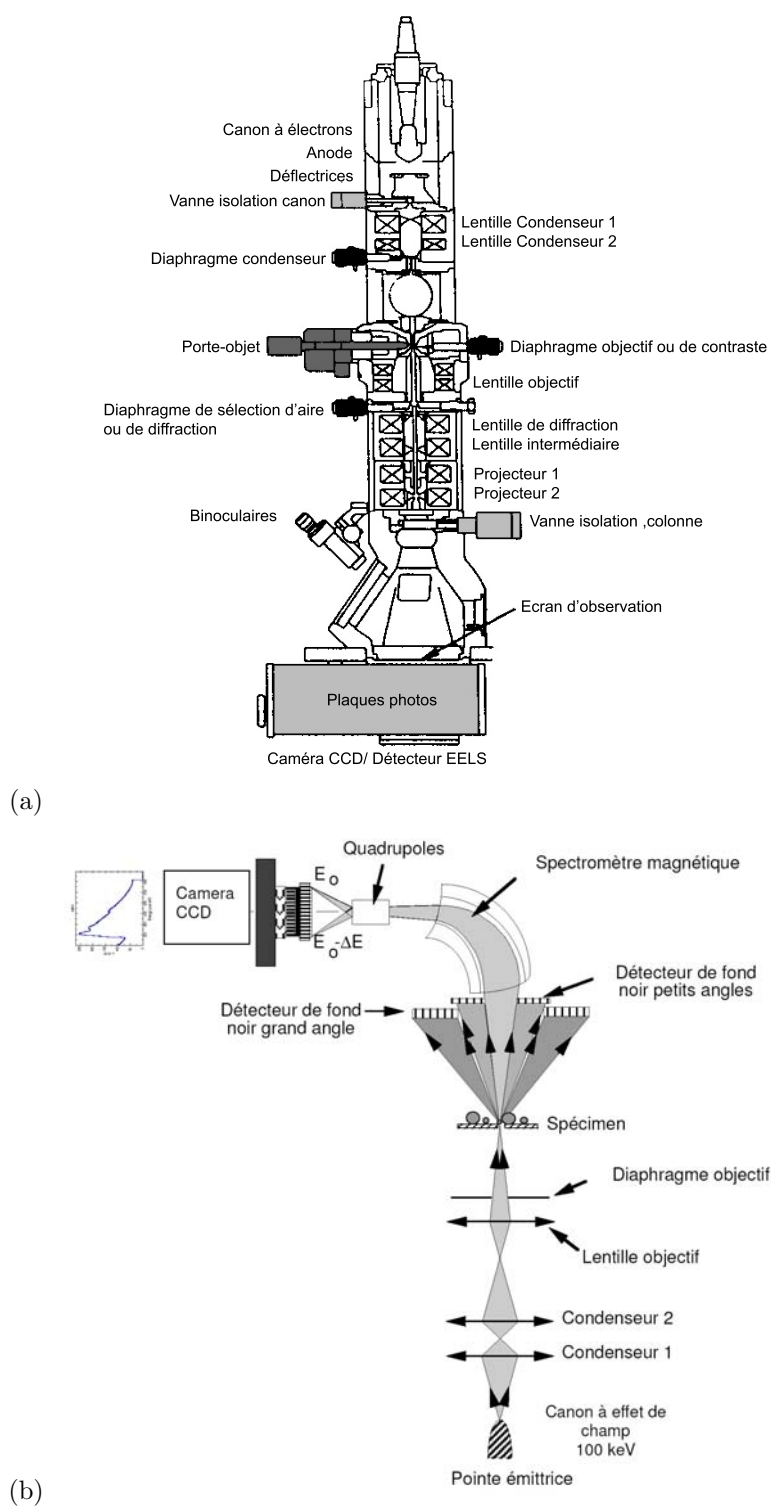 Canon à électrons
Anode
Déflectrices
Vanne isolation canon
Lentille Condenseur 1
Lentille Condenseur 2
Diaphragme condenseur
Porte-objet
Diaphragme objectif ou de contraste
Lentille objectif
Diaphragme de sélection d'aire
ou de diffraction
Lentille de diffraction
Lentille intermédiaire
Projecteur 1
Projecteur 2
Binoculaires
Vanne isolation ,colonne
Ecran d'observation
Plaques photos
Caméra CCD/ Détecteur EELS
(a)
Quadrupoles
Spectromètre magnétique
Camera
CCD
E₀
E₀-ΔE
Détecteur de fond
noir petits angles
Détecteur de fond
noir grand angle
Spécimen
Diaphragme objectif
Lentille objectif
Condenseur 2
Condenseur 1
Canon à effet de
champ
100 keV
Pointe émittrice
(b)